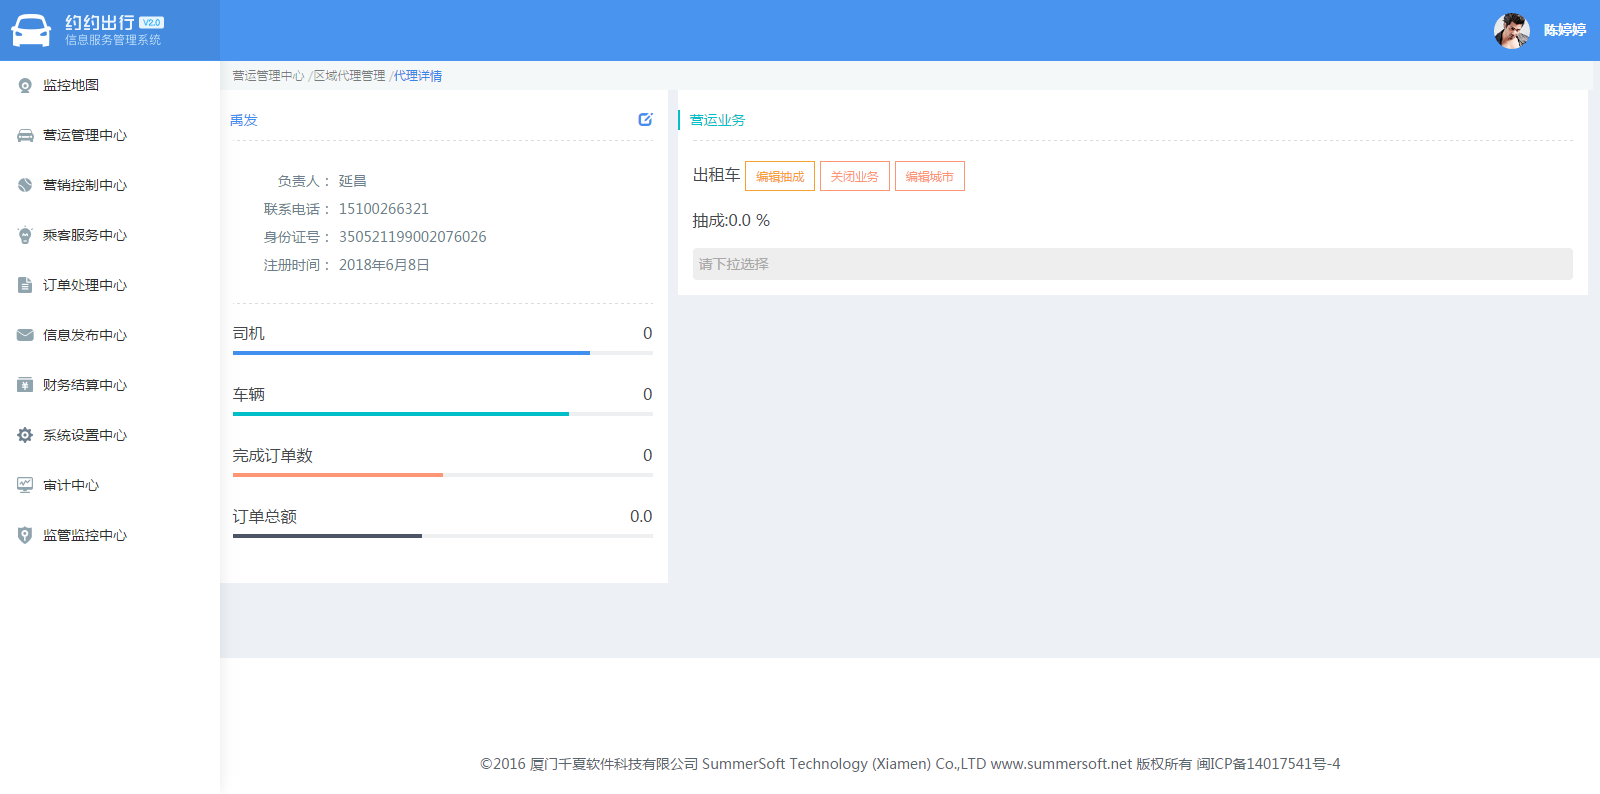 约约出行 V2.0
信息服务管理系统
陈婷婷
监控地图
营运管理中心
营销控制中心
乘客服务中心
订单处理中心
信息发布中心
财务结算中心
系统设置中心
审计中心
监管监控中心
营运管理中心 /区域代理管理 /代理详情
禹发
负责人： 延昌
联系电话： 15100266321
身份证号： 350521199002076026
注册时间： 2018年6月8日
司机 0
车辆 0
完成订单数 0
订单总额 0.0
营运业务
出租车 编辑抽成 关闭业务 编辑城市
抽成:0.0 %
请下拉选择
©2016 厦门千夏软件科技有限公司 SummerSoft Technology (Xiamen) Co.,LTD www.summersoft.net 版权所有 闽ICP备14017541号-4